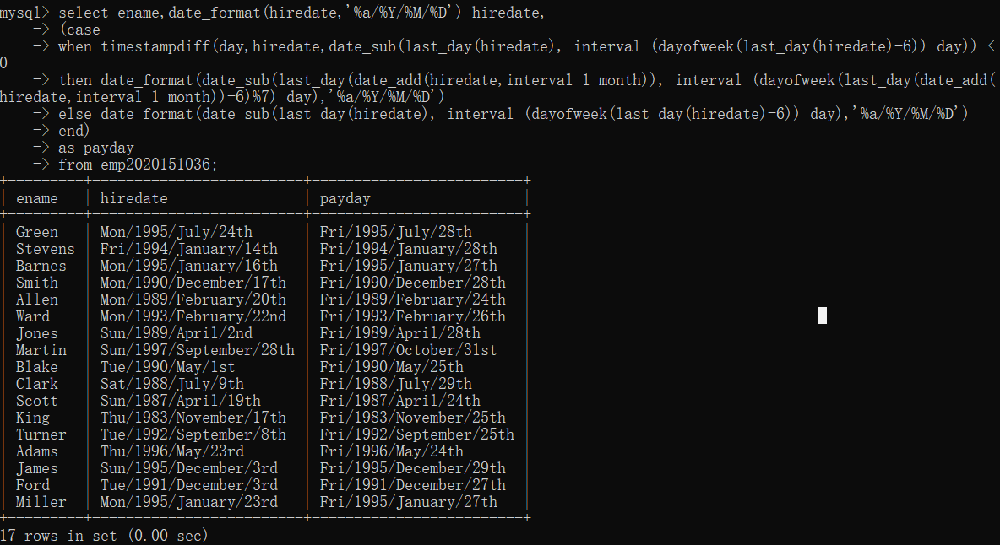 mysql> select ename,date_format(hiredate,'%a/%Y/%M/%D') hiredate,
    -> (case
    -> when timestampdiff(day,hiredate,date_sub(last_day(hiredate), interval (dayofweek(last_day(hiredate)-6)) day)) <
0
    -> then date_format(date_sub(last_day(date_add(hiredate,interval 1 month)), interval (dayofweek(last_day(date_add(
hiredate,interval 1 month))-6)%7) day),'%a/%Y/%M/%D')
    -> else date_format(date_sub(last_day(hiredate), interval (dayofweek(last_day(hiredate)-6)) day),'%a/%Y/%M/%D')
    -> end)
    -> as payday
    -> from emp2020151036;
+---------+-------------------------+-------------------------+
| ename   | hiredate                | payday                  |
+---------+-------------------------+-------------------------+
| Green   | Mon/1995/July/24th      | Fri/1995/July/28th      |
| Stevens | Fri/1994/January/14th   | Fri/1994/January/28th   |
| Barnes  | Mon/1995/January/16th   | Fri/1995/January/27th   |
| Smith   | Mon/1990/December/17th  | Fri/1990/December/28th  |
| Allen   | Mon/1989/February/20th  | Fri/1989/February/24th  |
| Ward    | Mon/1993/February/22nd  | Fri/1993/February/26th  |
| Jones   | Sun/1989/April/2nd      | Fri/1989/April/28th     |
| Martin  | Sun/1997/September/28th | Fri/1997/October/31st   |
| Blake   | Tue/1990/May/1st        | Fri/1990/May/25th       |
| Clark   | Sat/1988/July/9th       | Fri/1988/July/29th      |
| Scott   | Sun/1987/April/19th     | Fri/1987/April/24th     |
| King    | Thu/1983/November/17th  | Fri/1983/November/25th  |
| Turner  | Tue/1992/September/8th  | Fri/1992/September/25th |
| Adams   | Thu/1996/May/23rd       | Fri/1996/May/24th       |
| James   | Sun/1995/December/3rd   | Fri/1995/December/29th  |
| Ford    | Tue/1991/December/3rd   | Fri/1991/December/27th  |
| Miller  | Mon/1995/January/23rd   | Fri/1995/January/27th   |
+---------+-------------------------+-------------------------+
17 rows in set (0.00 sec)